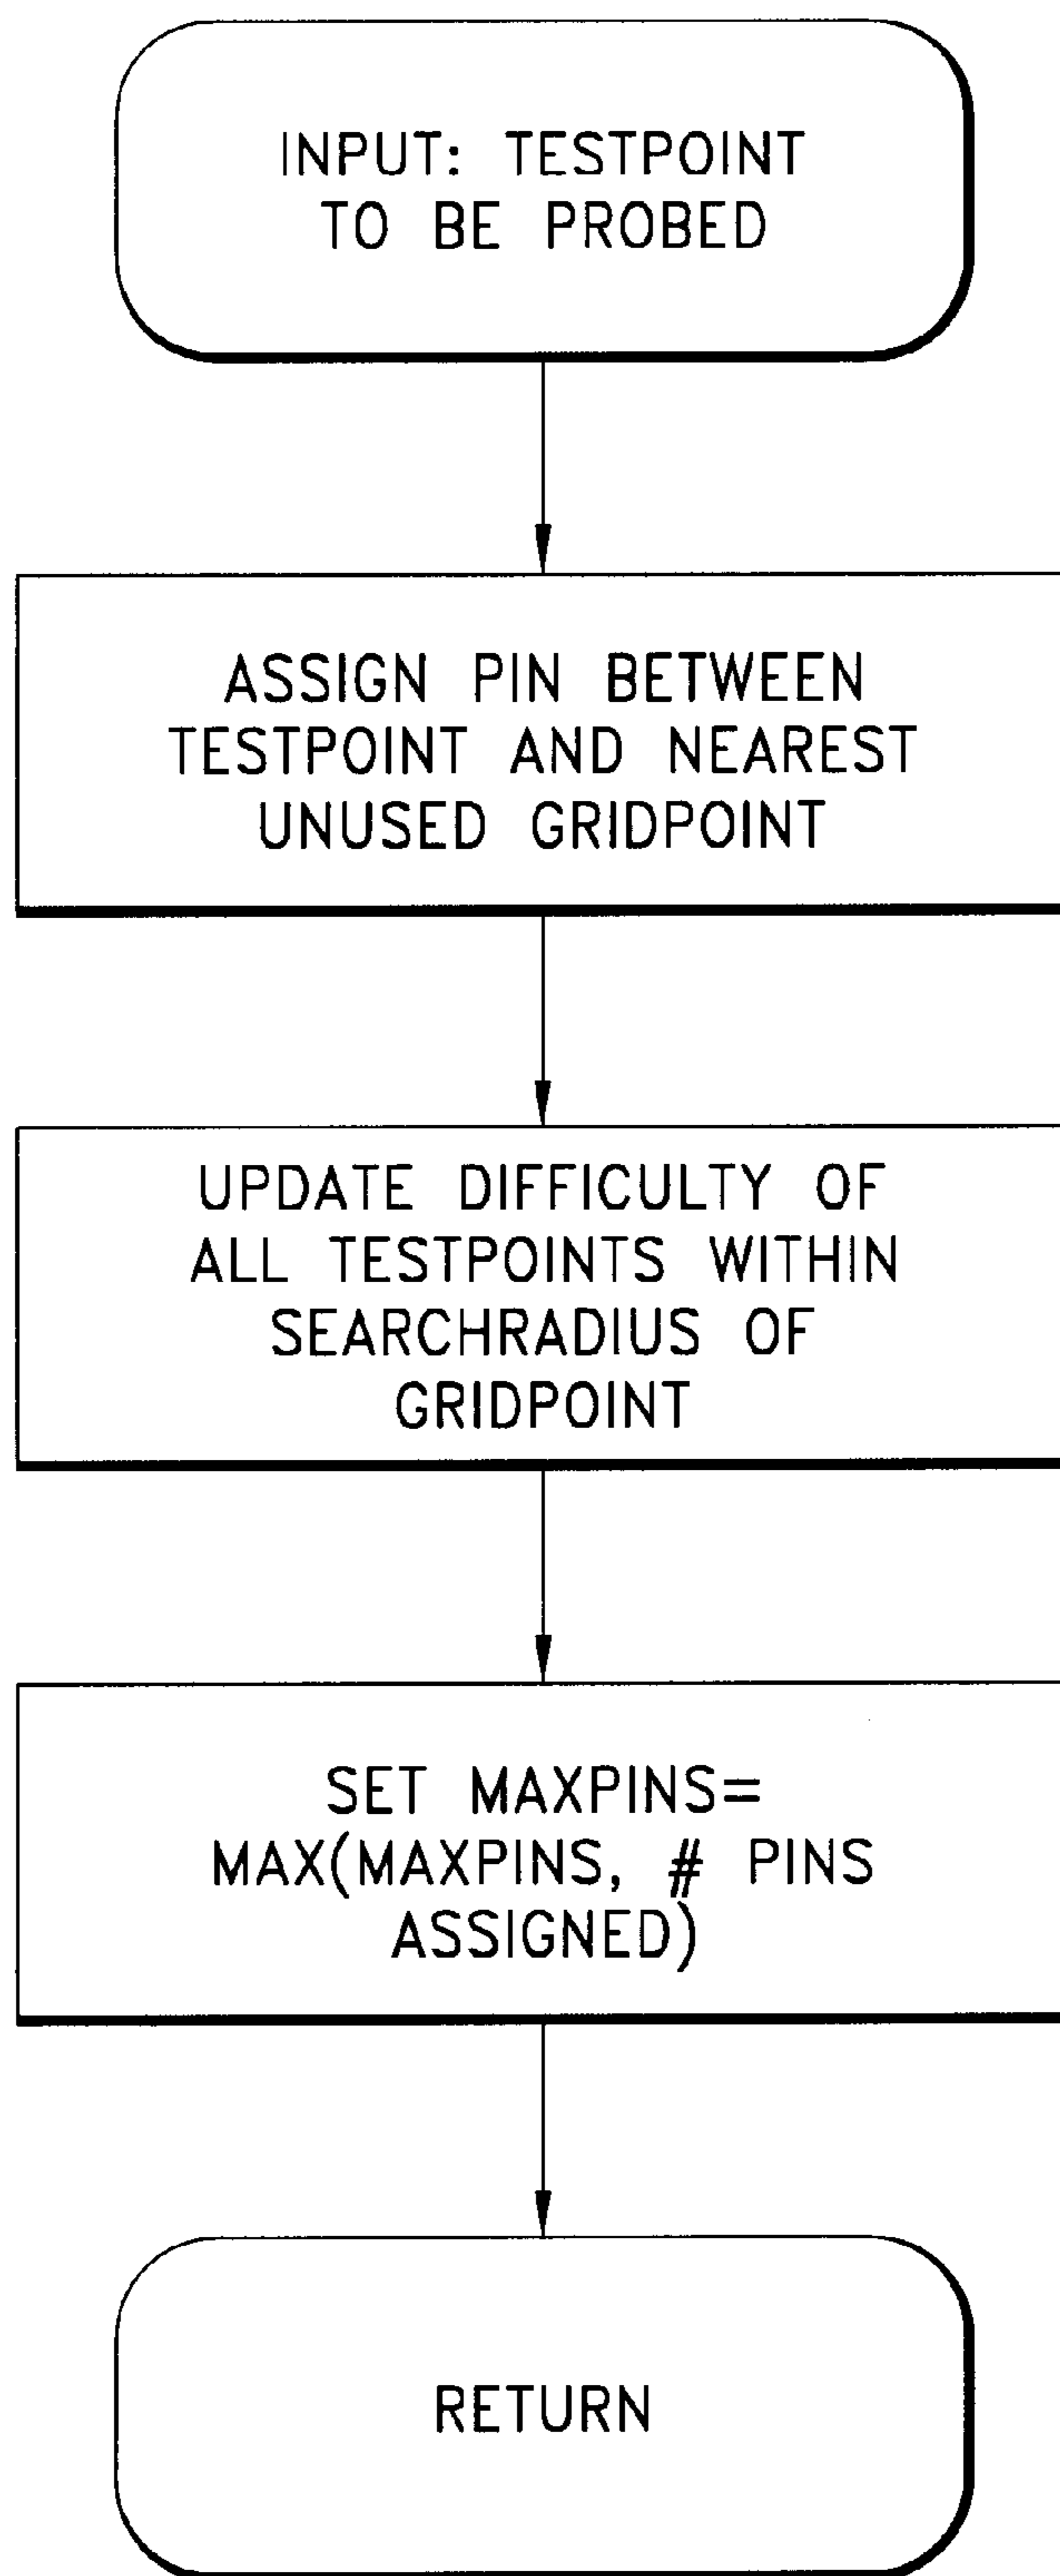 INPUT: TESTPOINT
TO BE PROBED
ASSIGN PIN BETWEEN
TESTPOINT AND NEAREST
UNUSED GRIDPOINT
UPDATE DIFFICULTY OF
ALL TESTPOINTS WITHIN
SEARCHRADIUS OF
GRIDPOINT
SET MAXPINS=
MAX(MAXPINS, # PINS
ASSIGNED)
RETURN